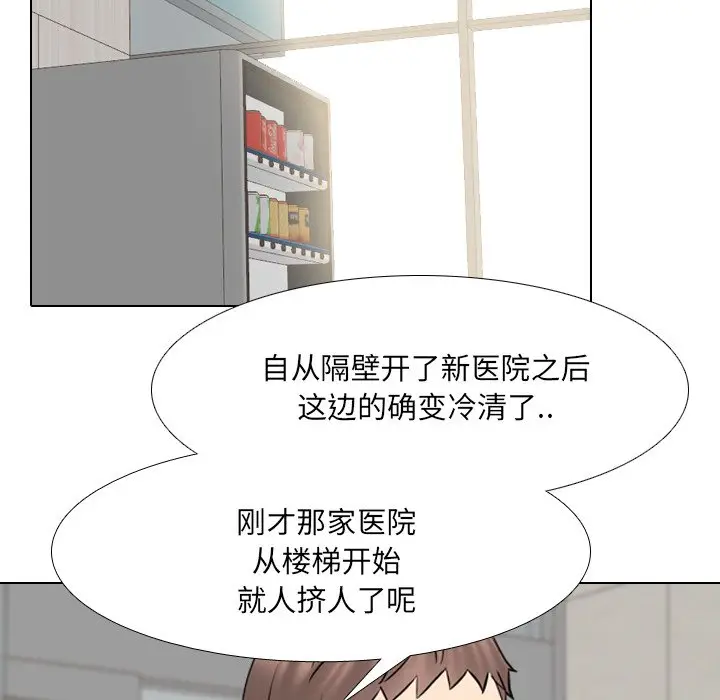 自从隔壁开了新医院之后
这边的确变冷清了..
刚才那家医院
从楼梯开始
就人挤人了呢